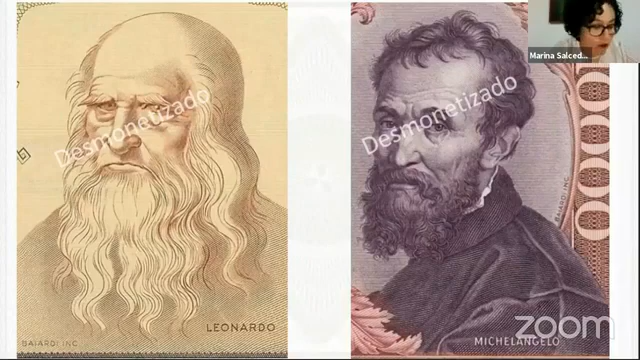 Desmonetizado
LEONARDO
BAIARDI INC.
Desmonetizado
BAIARDI INC.
MICHELANGELO
Marina Salced...
zoom